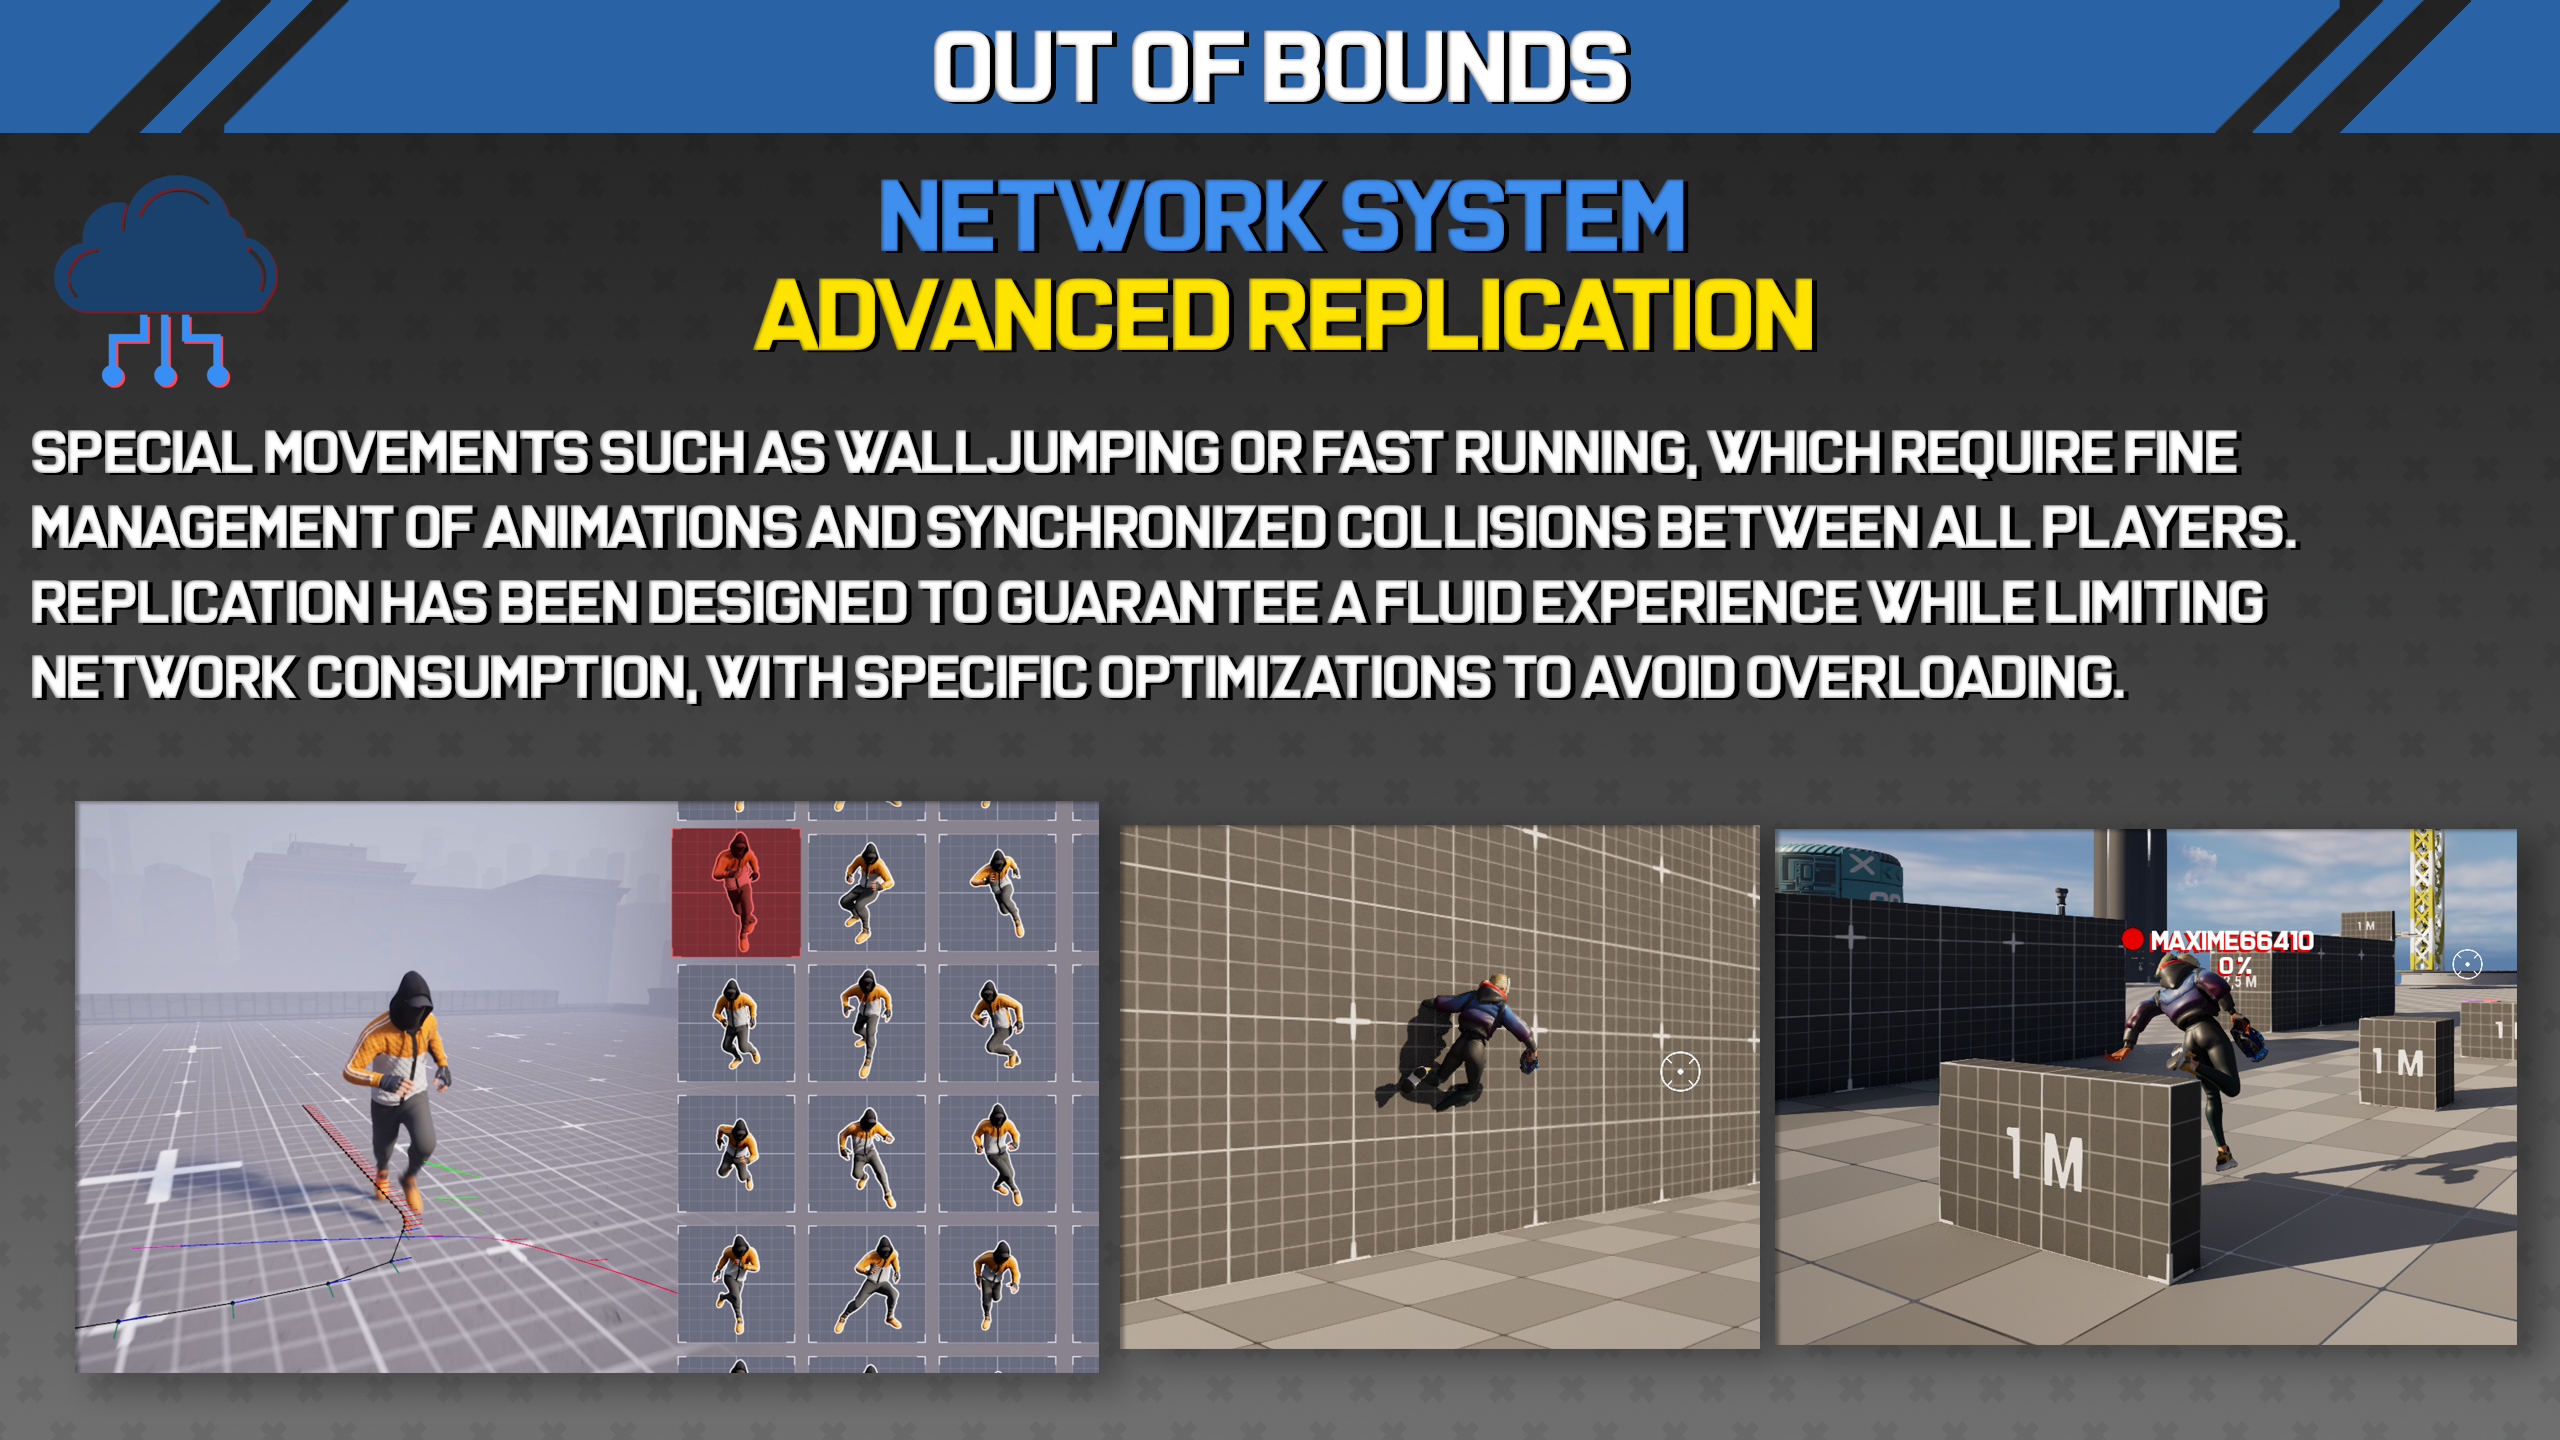 OUT OF BOUNDS
NETWORK SYSTEM
ADVANCED REPLICATION
SPECIAL MOVEMENTS SUCH AS WALLJUMPING OR FAST RUNNING, WHICH REQUIRE FINE
MANAGEMENT OF ANIMATIONS AND SYNCHRONIZED COLLISIONS BETWEEN ALL PLAYERS.
REPLICATION HAS BEEN DESIGNED TO GUARANTEE A FLUID EXPERIENCE WHILE LIMITING
NETWORK CONSUMPTION, WITH SPECIFIC OPTIMIZATIONS TO AVOID OVERLOADING.
1 M
MAXIME66410
0%
5 M
1 M
1 M